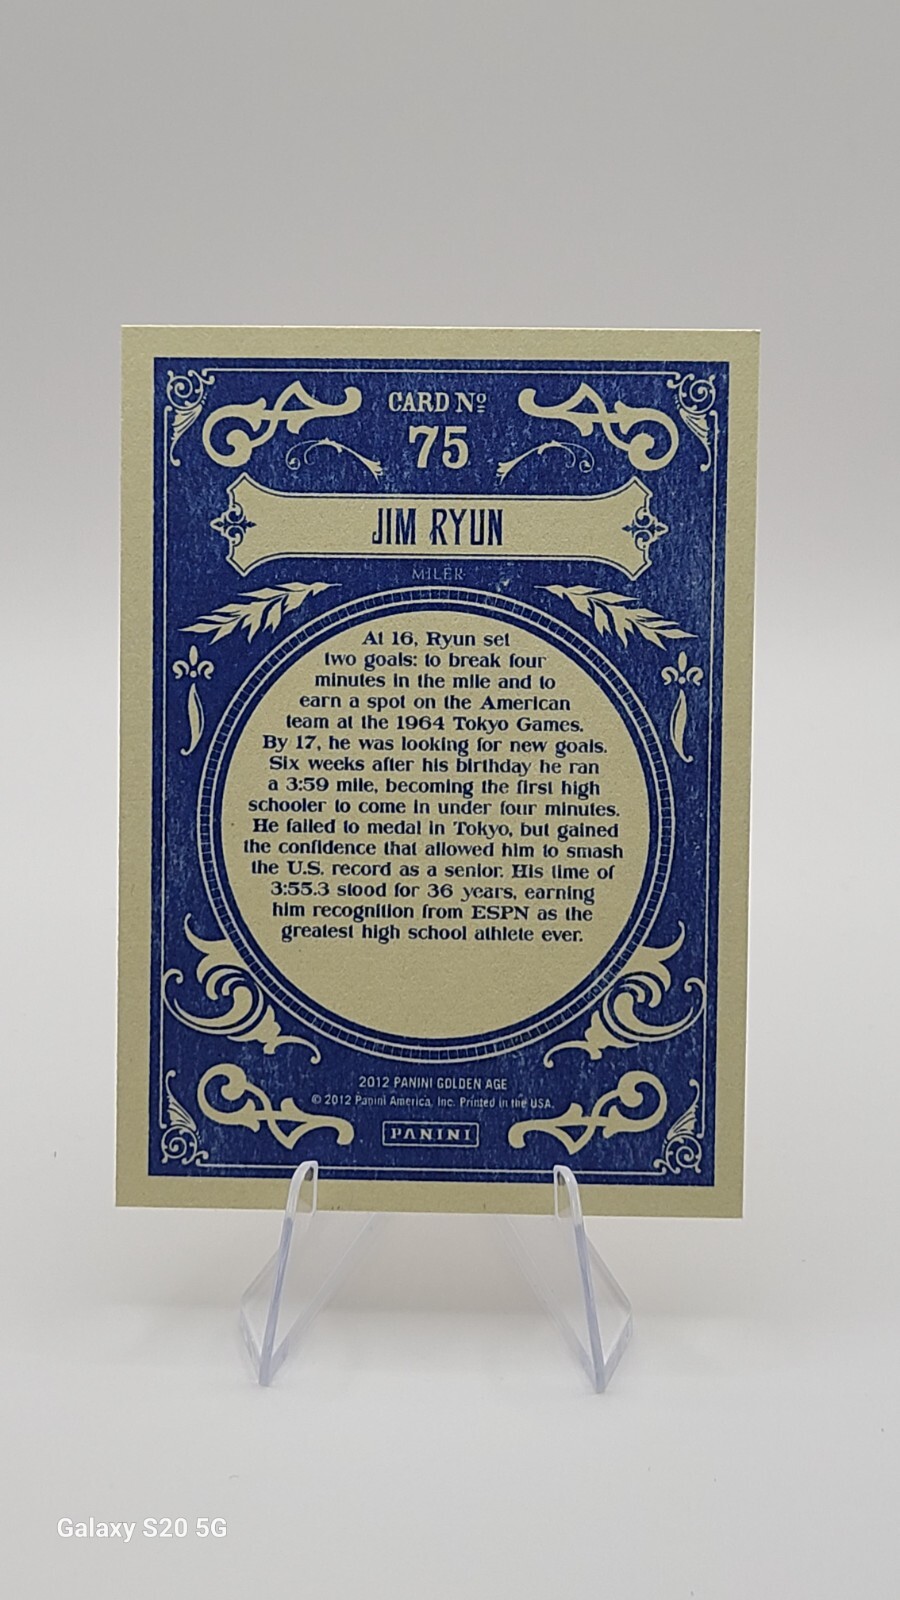 CARD Nº
75
JIM RYUN
MILER
At 16, Ryun set
two goals: to break four
minutes in the mile and to
earn a spot on the American
team at the 1964 Tokyo Games.
By 17, he was looking for new goals.
Six weeks after his birthday he ran
a 3:59 mile, becoming the first high
schooler to come in under four minutes.
He failed to medal in Tokyo, but gained
the confidence that allowed him to smash
the U.S. record as a senior. His time of
3:55.3 stood for 36 years, earning
him recognition from ESPN as the
greatest high school athlete ever.
2012 PANINI GOLDEN AGE
© 2012 Panini America, Inc. Printed in the USA.
PANINI
Galaxy S20 5G